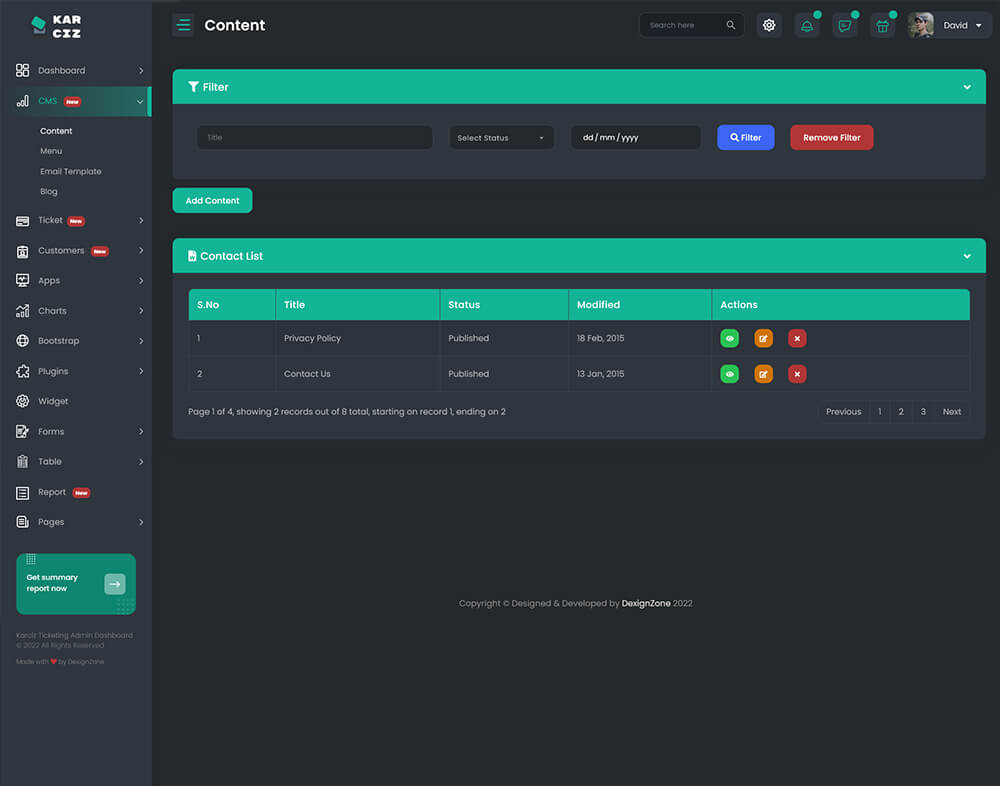 KAR
CIZ
Content
Search here
David
Dashboard
CMS New
Content
Menu
Email Template
Blog
Ticket New
Customers New
Apps
Charts
Bootstrap
Plugins
Widget
Forms
Table
Report New
Pages
Get summary
report now
Karciz Ticketing Admin Dashboard
© 2022 All Rights Reserved
Made with ❤ by DexignZone
Filter
Title
Select Status
dd / mm / yyyy
Filter
Remove Filter
Add Content
Contact List
S.No Title Status Modified Actions
1 Privacy Policy Published 18 Feb, 2015
2 Contact Us Published 13 Jan, 2015
Page 1 of 4, showing 2 records out of 8 total, starting on record 1, ending on 2
Previous 1 2 3 Next
Copyright © Designed & Developed by DexignZone 2022